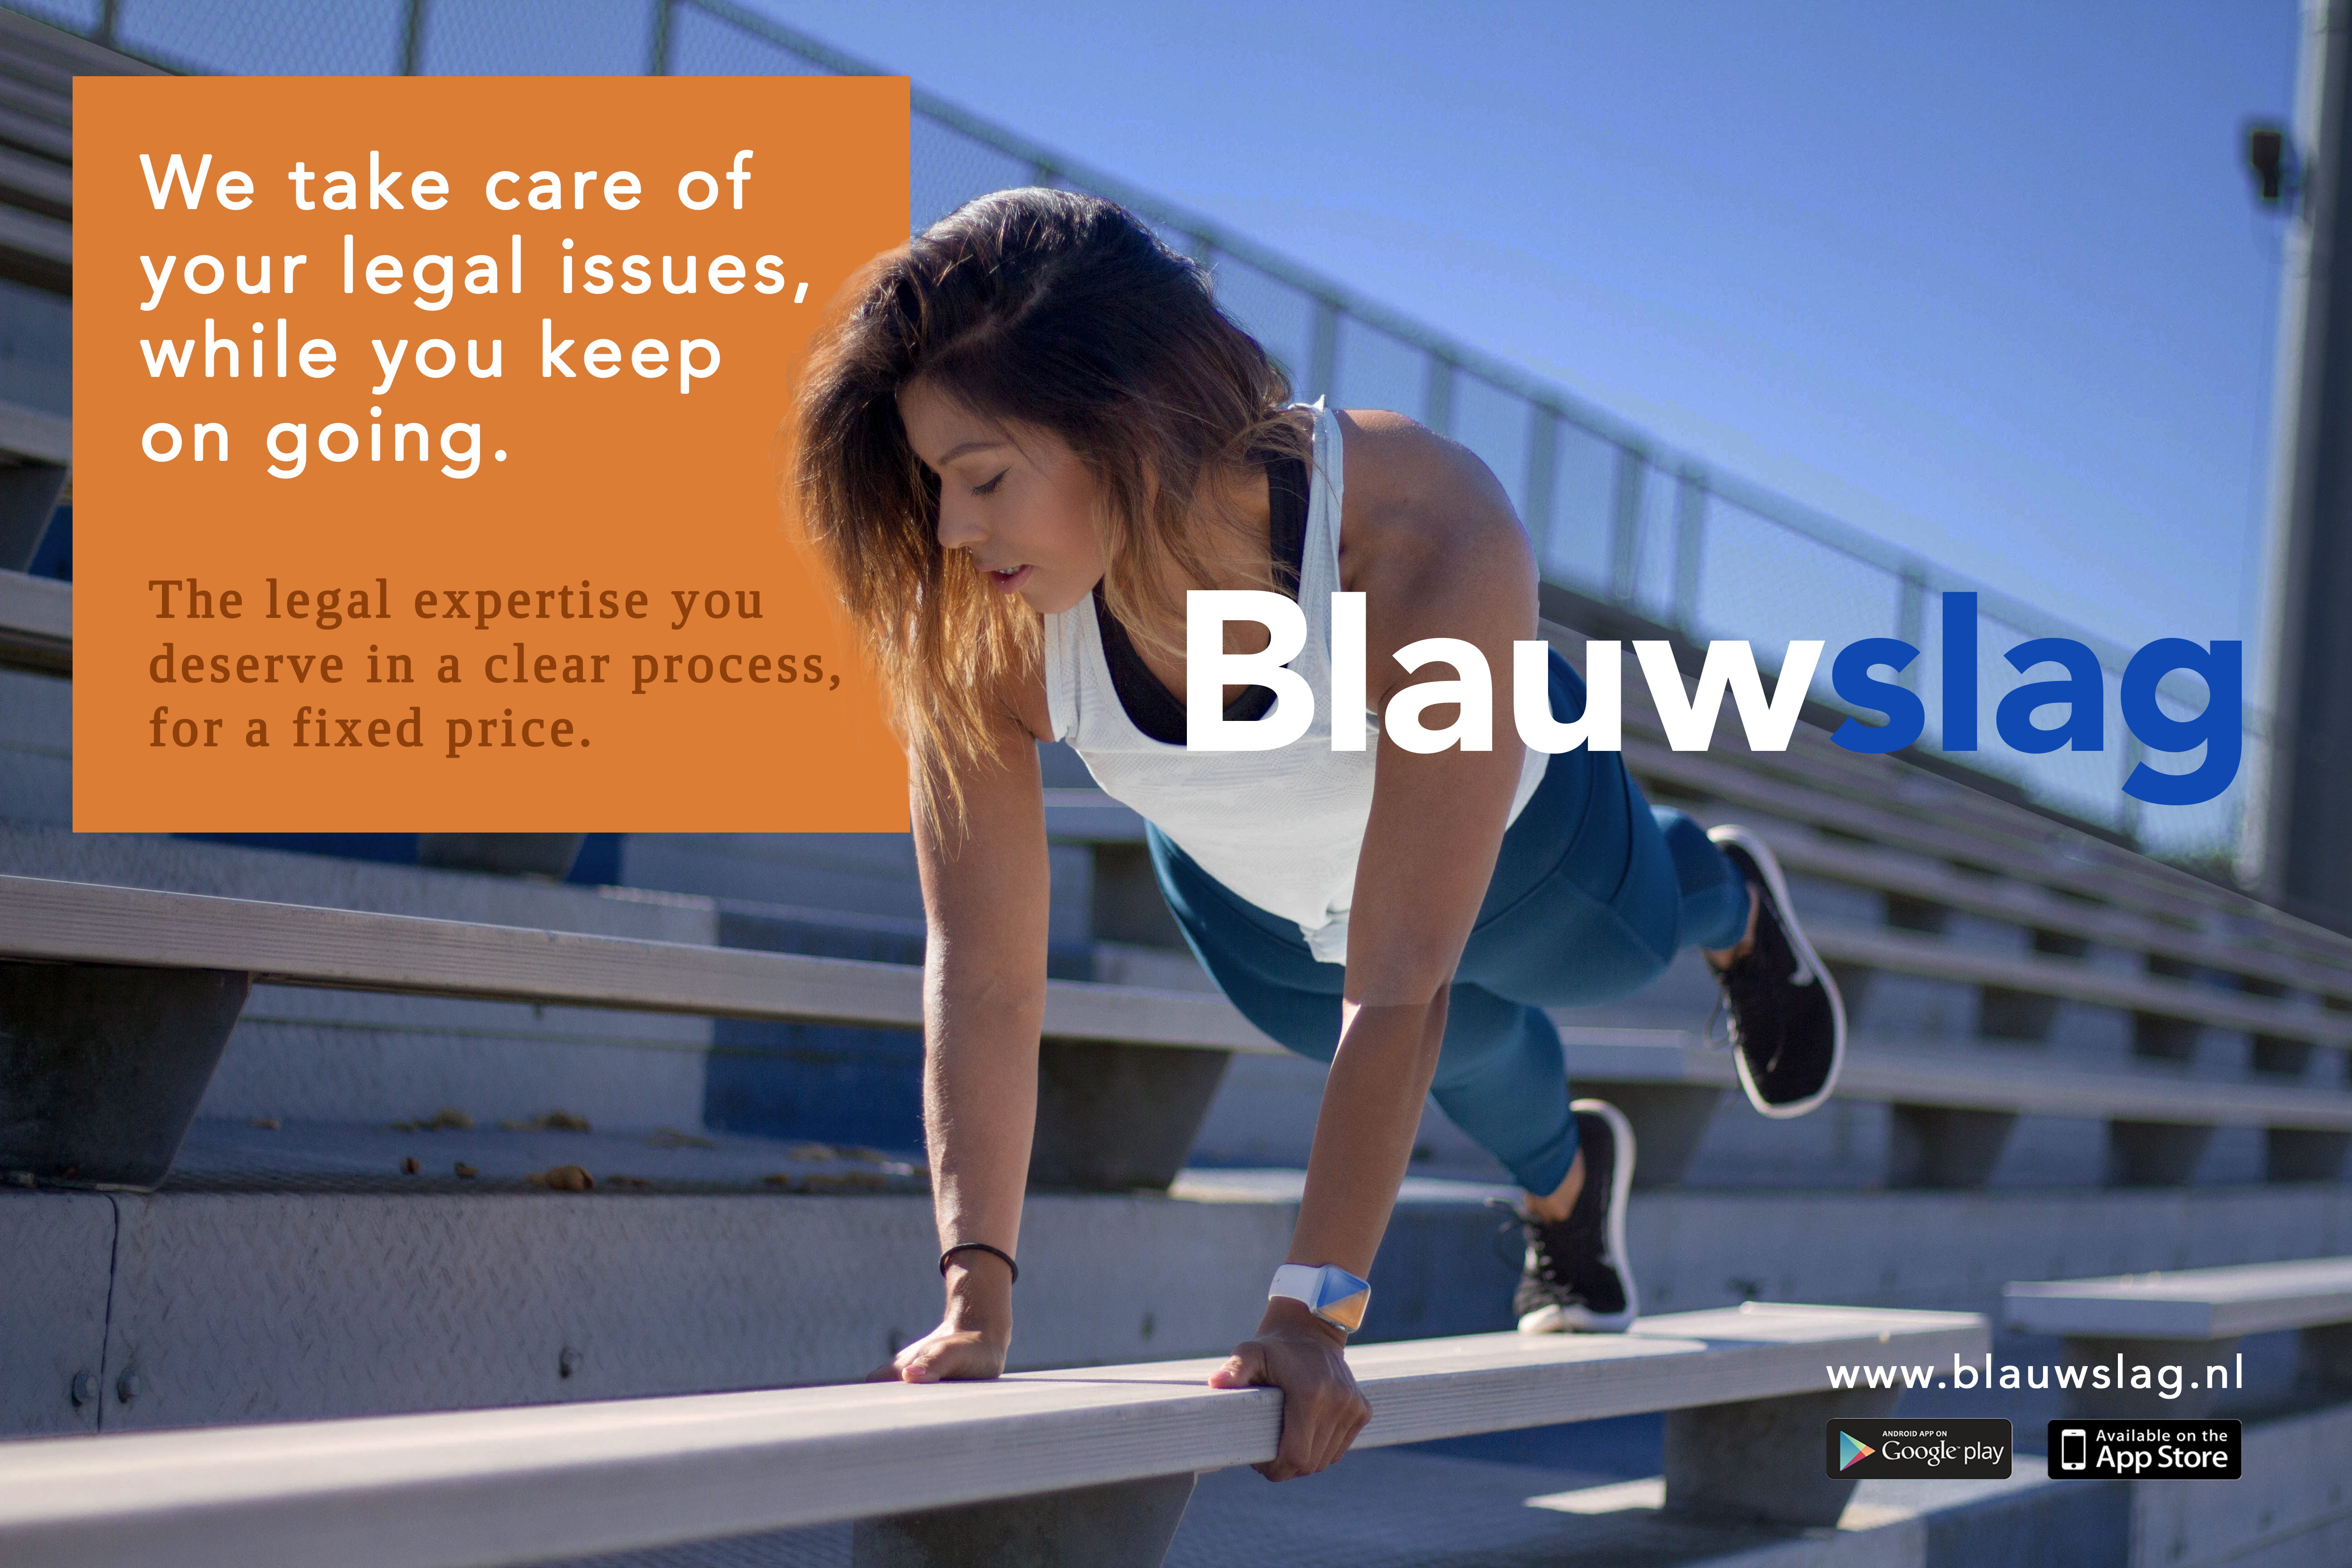 We take care of
your legal issues,
while you keep
on going.
The legal expertise you
deserve in a clear process,
for a fixed price.
Blauwslag
www.blauwslag.nl
ANDROID APP ON
Google play
Available on the
App Store